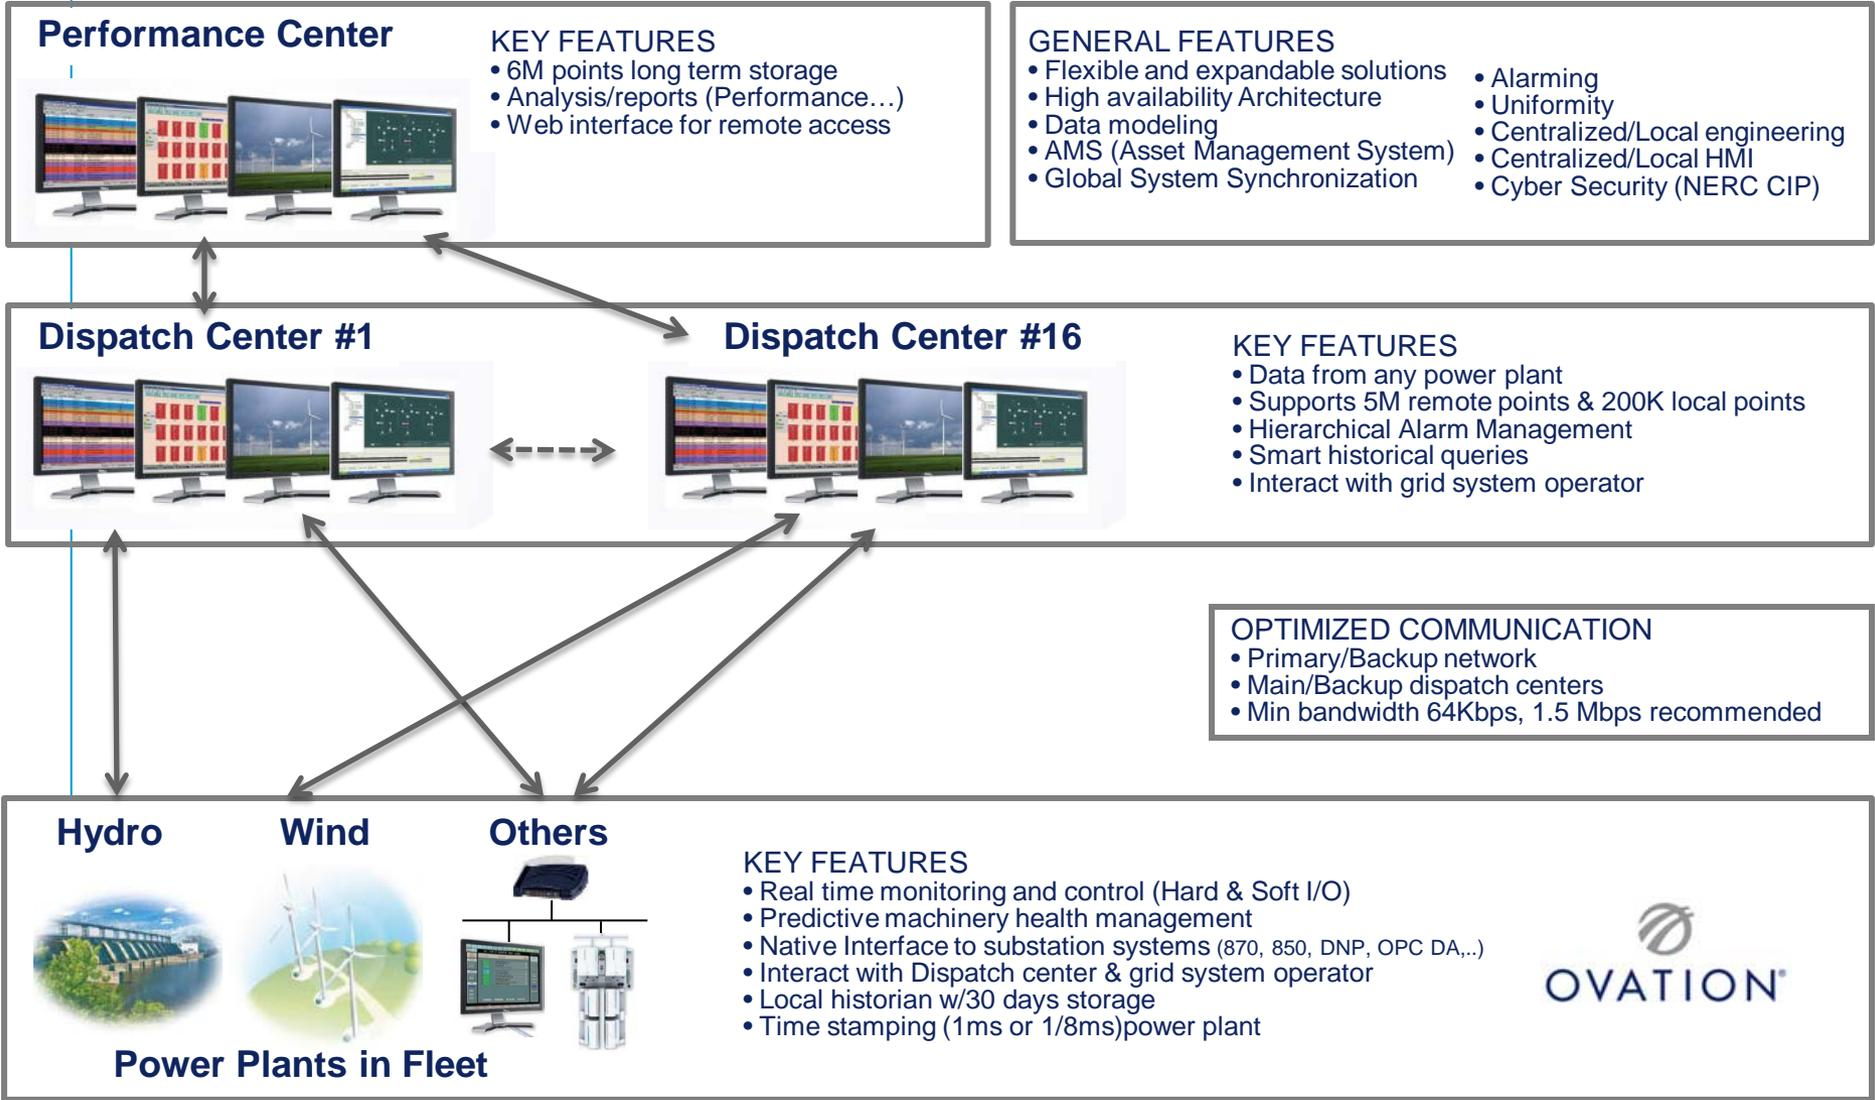 Performance Center
KEY FEATURES
• 6M points long term storage
• Analysis/reports (Performance…)
• Web interface for remote access
GENERAL FEATURES
• Flexible and expandable solutions
• High availability Architecture
• Data modeling
• AMS (Asset Management System)
• Global System Synchronization
• Alarming
• Uniformity
• Centralized/Local engineering
• Centralized/Local HMI
• Cyber Security (NERC CIP)
Dispatch Center #1
Dispatch Center #16
KEY FEATURES
• Data from any power plant
• Supports 5M remote points & 200K local points
• Hierarchical Alarm Management
• Smart historical queries
• Interact with grid system operator
OPTIMIZED COMMUNICATION
• Primary/Backup network
• Main/Backup dispatch centers
• Min bandwidth 64Kbps, 1.5 Mbps recommended
Hydro
Wind
Others
Power Plants in Fleet
KEY FEATURES
• Real time monitoring and control (Hard & Soft I/O)
• Predictive machinery health management
• Native Interface to substation systems (870, 850, DNP, OPC DA,..)
• Interact with Dispatch center & grid system operator
• Local historian w/30 days storage
• Time stamping (1ms or 1/8ms)power plant
OVATION®